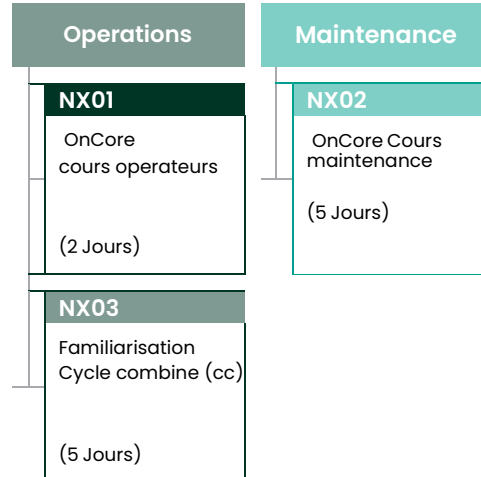 Operations
NX01
OnCore
cours operateurs
(2 Jours)
NX03
Familiarisation
Cycle combine (cc)
(5 Jours)
Maintenance
NX02
OnCore Cours
maintenance
(5 Jours)